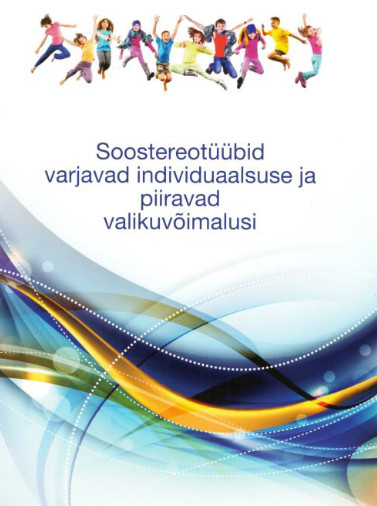 Soostereotüübid
varjavad individuaalsuse ja
piiravad
valikuvõimalusi